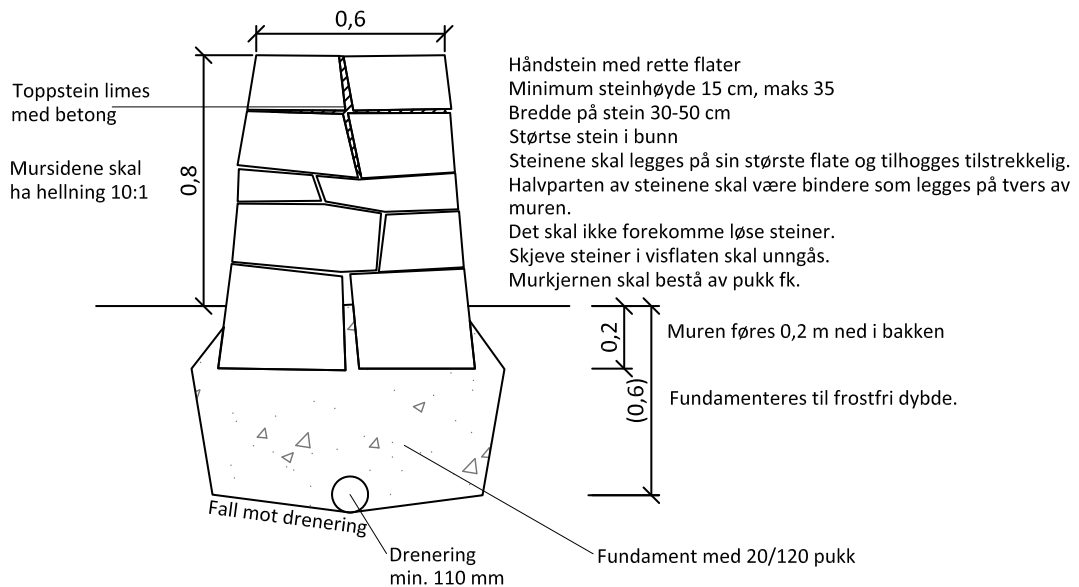 0,6
Toppstein limes
med betong
Mursidene skal
ha hellning 10:1
0,8
Håndstein med rette flater
Minimum steinhøyde 15 cm, maks 35
Bredde på stein 30-50 cm
Størtse stein i bunn
Steinene skal legges på sin største flate og tilhogges tilstrekkelig.
Halvparten av steinene skal være bindere som legges på tvers av
muren.
Det skal ikke forekomme løse steiner.
Skjeve steiner i visflaten skal unngås.
Murkjernen skal bestå av pukk fk.
0,2
Muren føres 0,2 m ned i bakken
(0,6)
Fundamenteres til frostfri dybde.
Fall mot drenering
Drenering
min. 110 mm
Fundament med 20/120 pukk